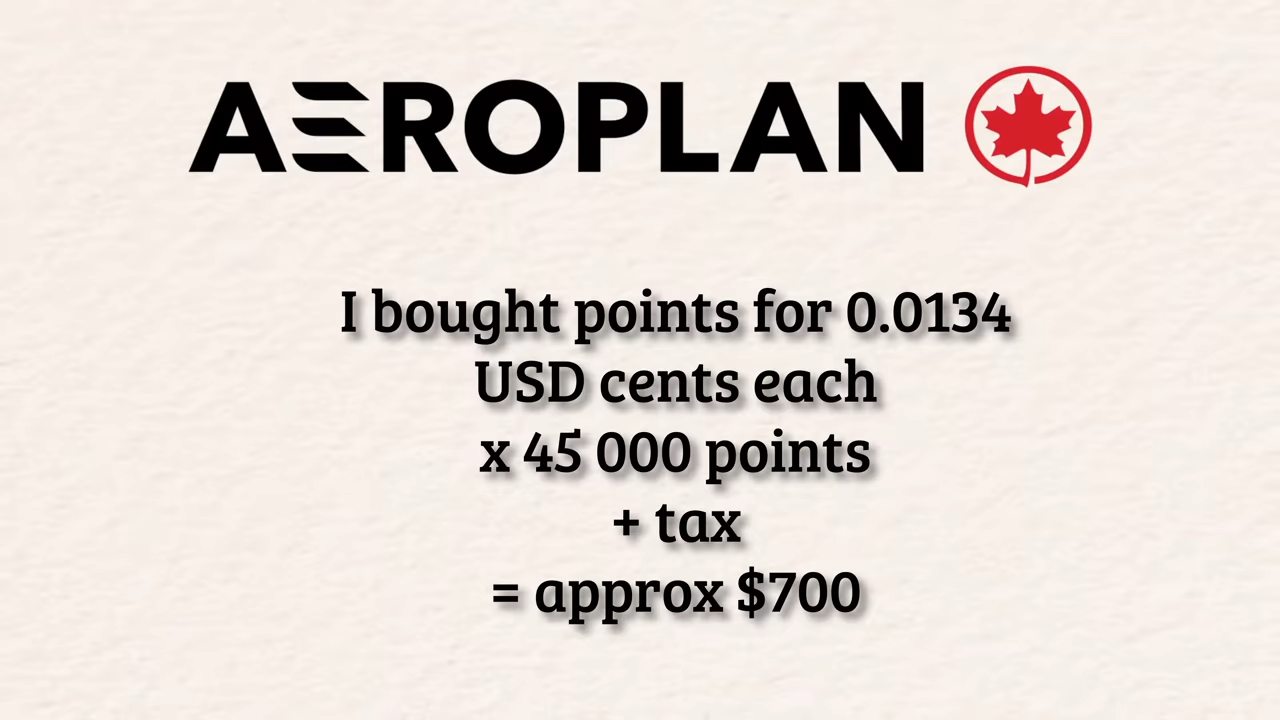 AEROPLAN
I bought points for 0.0134
USD cents each
x 45 000 points
+ tax
= approx $700